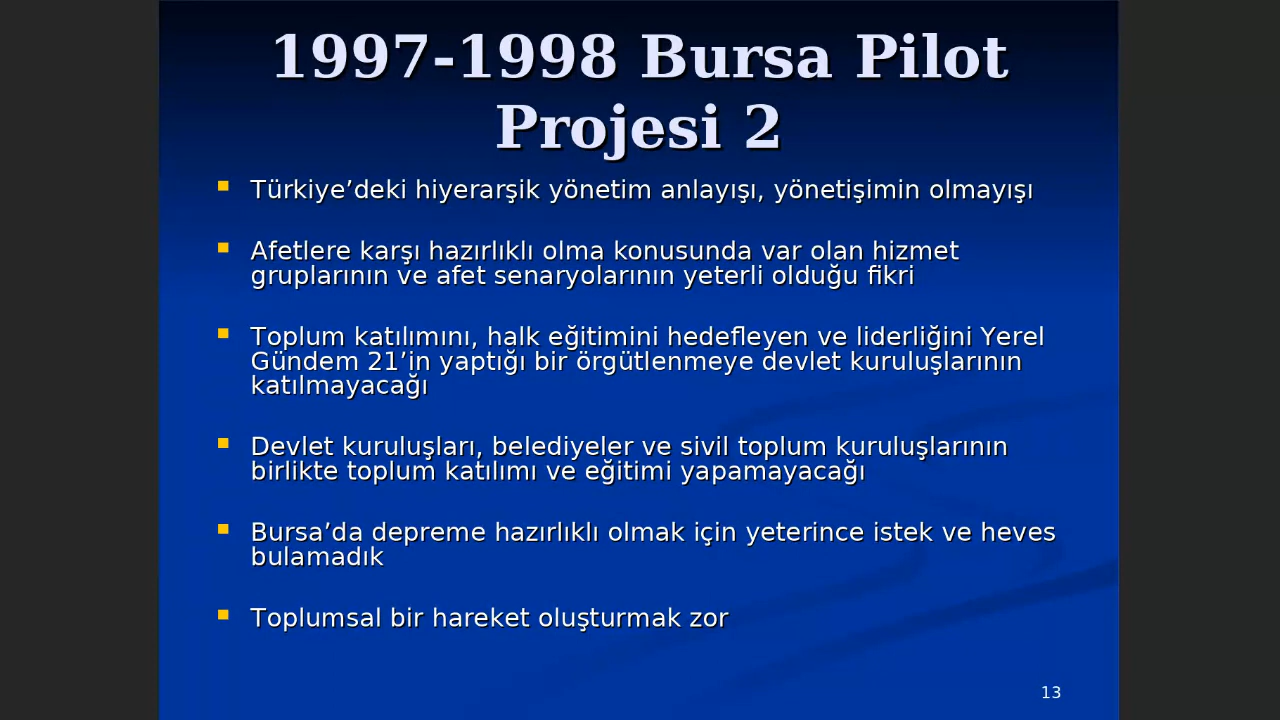 1997-1998 Bursa Pilot
Projesi 2
Türkiye’deki hiyerarşik yönetim anlayışı, yönetişimin olmayışı
Afetlere karşı hazırlıklı olma konusunda var olan hizmet
gruplarının ve afet senaryolarının yeterli olduğu fikri
Toplum katılımını, halk eğitimini hedefleyen ve liderliğini Yerel
Gündem 21’in yaptığı bir örgütlenmeye devlet kuruluşlarının
katılmayacağı
Devlet kuruluşları, belediyeler ve sivil toplum kuruluşlarının
birlikte toplum katılımı ve eğitimi yapamayacağı
Bursa’da depreme hazırlıklı olmak için yeterince istek ve heves
bulamadık
Toplumsal bir hareket oluşturmak zor
13